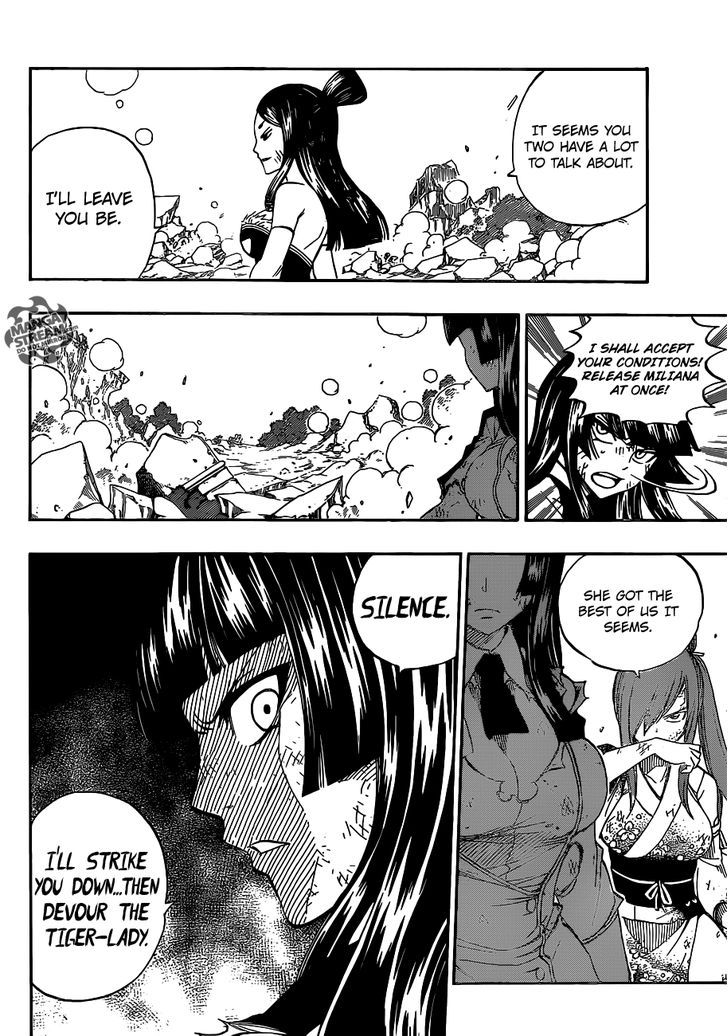 IT SEEMS YOU
TWO HAVE A LOT
TO TALK ABOUT.
I'LL LEAVE
YOU BE.
MANGA
STREAM
I SHALL ACCEPT
YOUR CONDITIONS!
RELEASE MILIANA
AT ONCE!
SHE GOT THE
BEST OF US IT
SEEMS.
SILENCE.
I'LL STRIKE
YOU DOWN...THEN
DEVOUR THE
TIGER-LADY.